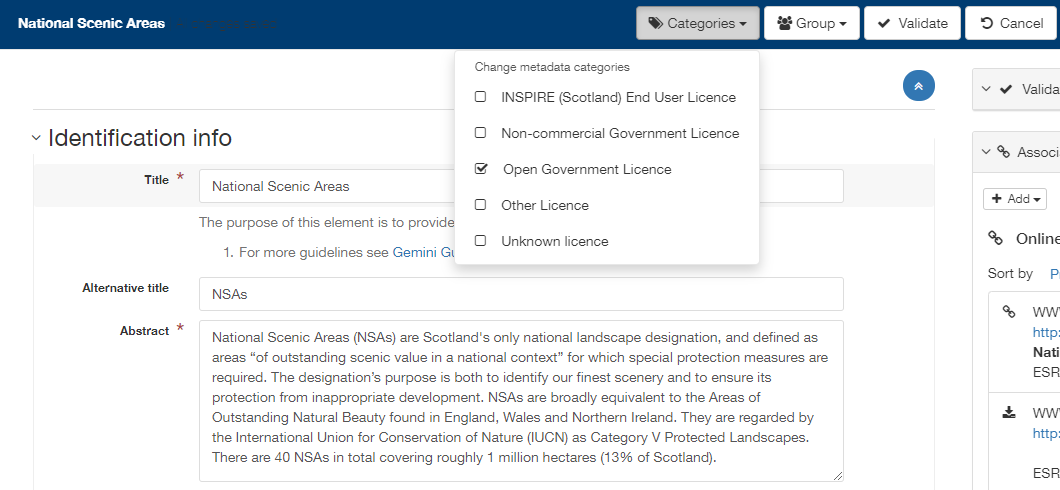 National Scenic Areas
Categories
Group
Validate
Cancel
Change metadata categories
INSPIRE (Scotland) End User Licence
Non-commercial Government Licence
Open Government Licence
Other Licence
Unknown licence
Identification info
Title *
National Scenic Areas
The purpose of this element is to provide
1. For more guidelines see Gemini Gu
Alternative title
NSAs
Abstract *
National Scenic Areas (NSAs) are Scotland's only national landscape designation, and defined as
areas “of outstanding scenic value in a national context” for which special protection measures are
required. The designation’s purpose is both to identify our finest scenery and to ensure its
protection from inappropriate development. NSAs are broadly equivalent to the Areas of
Outstanding Natural Beauty found in England, Wales and Northern Ireland. They are regarded by
the International Union for Conservation of Nature (IUCN) as Category V Protected Landscapes.
There are 40 NSAs in total covering roughly 1 million hectares (13% of Scotland).
Valida
Associ
Add
Onlin
Sort by
WW
http:
Nati
ESR
WW
http:
ESR